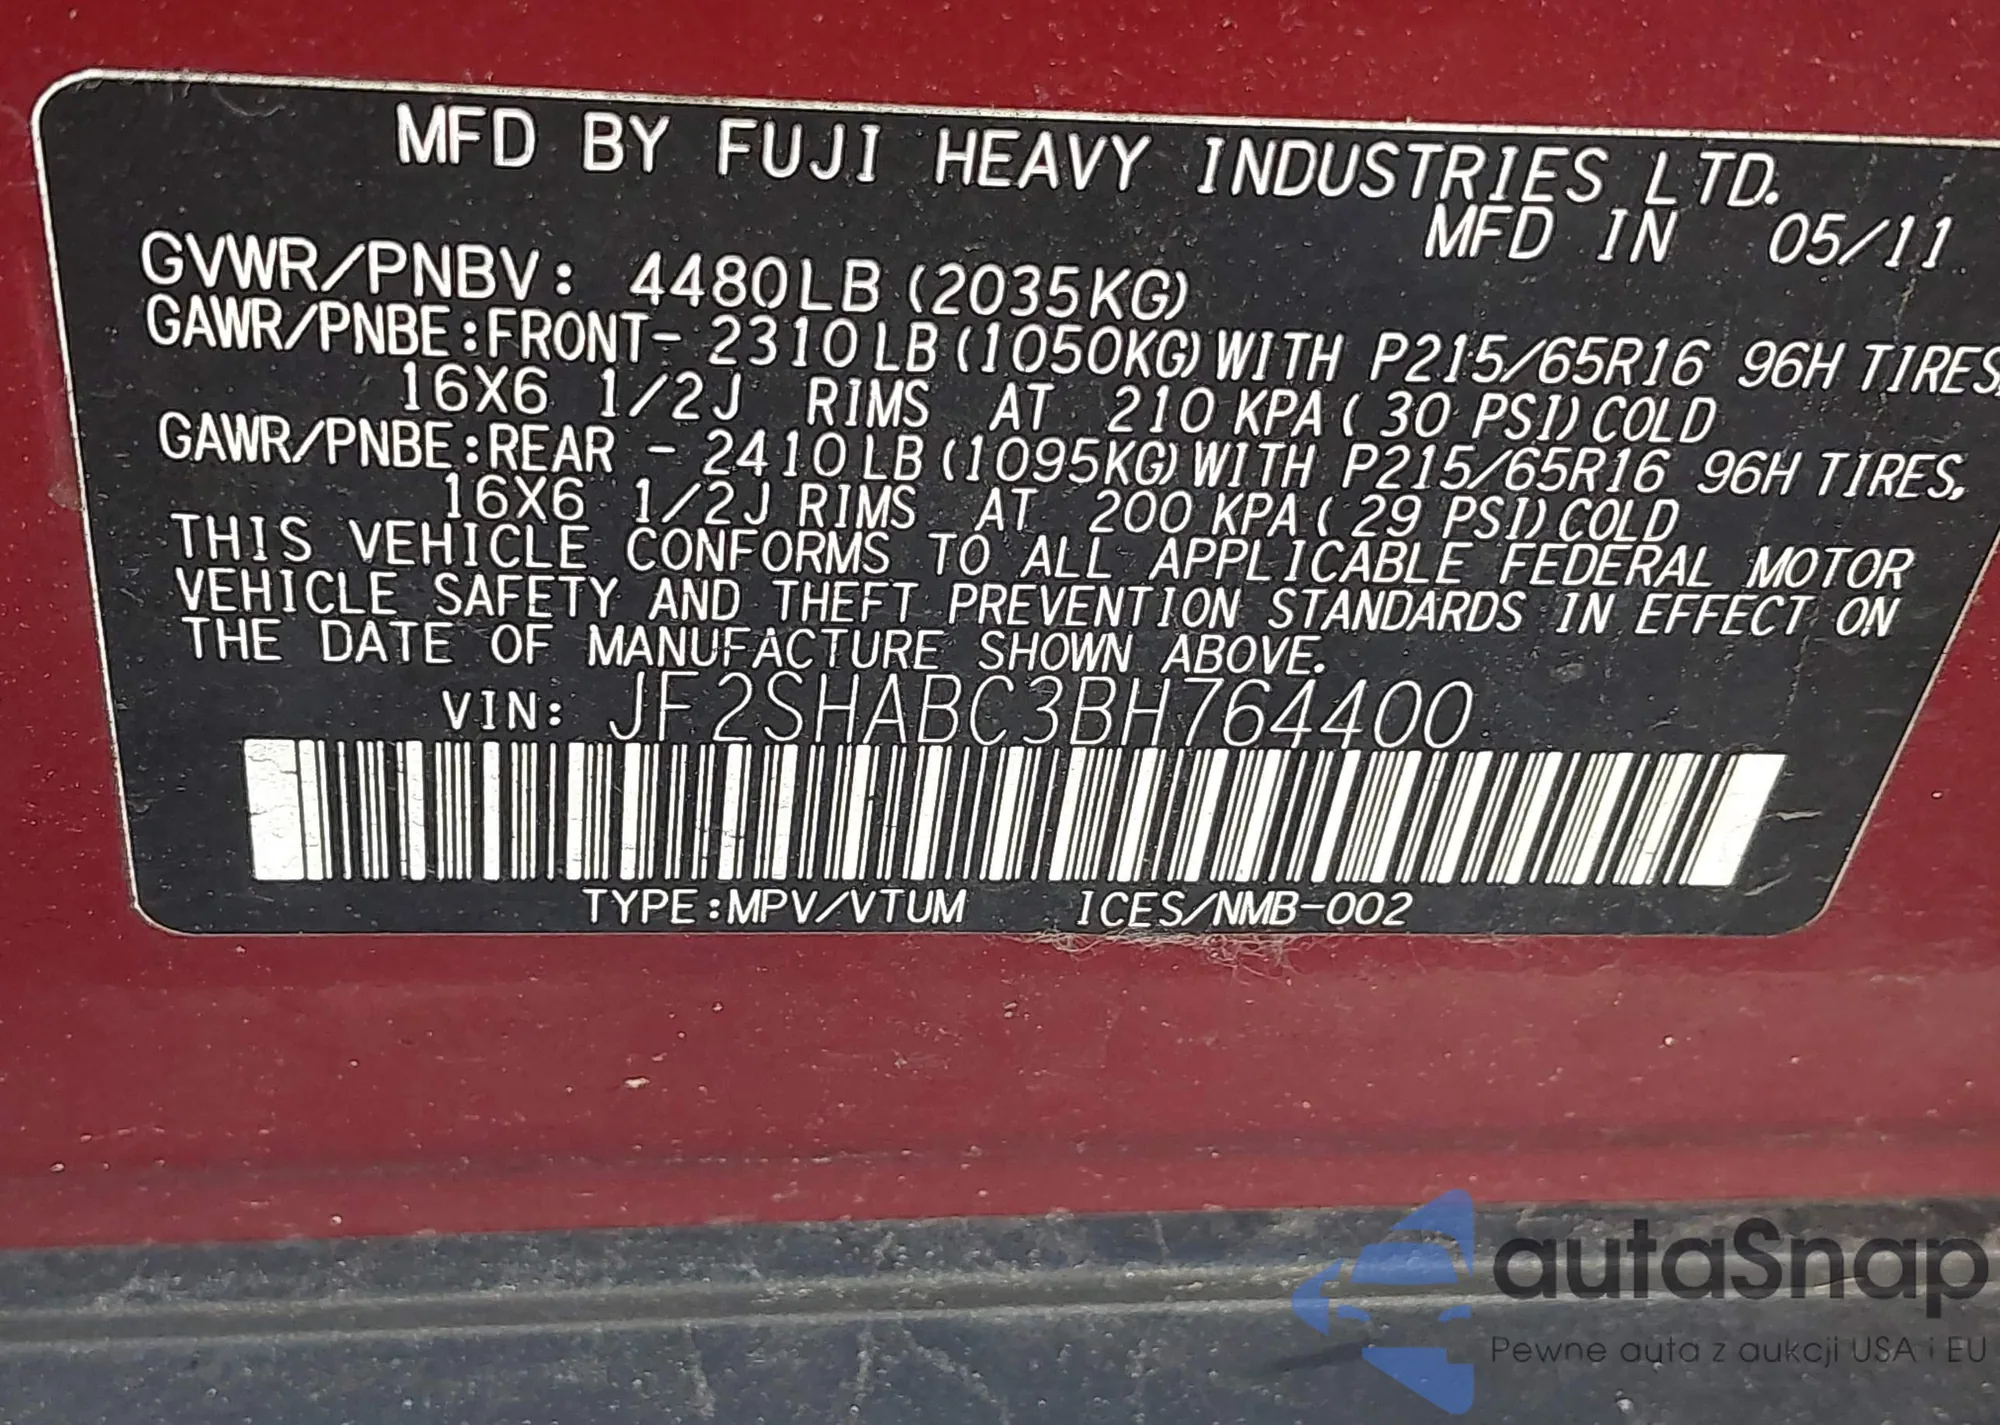 MFD BY FUJI HEAVY INDUSTRIES LTD.
MFD IN 05/11
GVWR/PNBV: 4480LB (2035KG)
GAWR/PNBE:FRONT- 2310LB (1050KG) WITH P215/65R16 96H TIRES,
16X6 1/2J RIMS AT 210 KPA ( 30 PSI) COLD
GAWR/PNBE:REAR - 2410LB (1095KG) WITH P215/65R16 96H TIRES,
16X6 1/2J RIMS AT 200 KPA ( 29 PSI) COLD
THIS VEHICLE CONFORMS TO ALL APPLICABLE FEDERAL MOTOR
VEHICLE SAFETY AND THEFT PREVENTION STANDARDS IN EFFECT ON
THE DATE OF MANUFACTURE SHOWN ABOVE.
VIN: JF2SHABC3BH764400
TYPE:MPV/VTUM ICES/NMB-002
autaSnap
Pewne auta z aukcji USA i EU